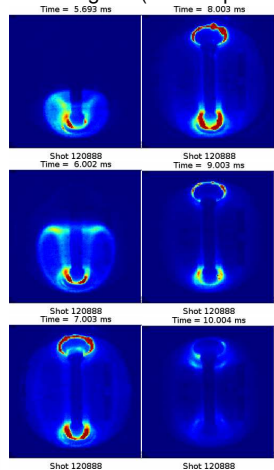 Time = 5.693 ms
Shot 120888
Time = 6.002 ms
Shot 120888
Time = 7.003 ms
Shot 120888
Time = 8.003 ms
Shot 120888
Time = 9.003 ms
Shot 120888
Time = 10.004 ms
Shot 120888